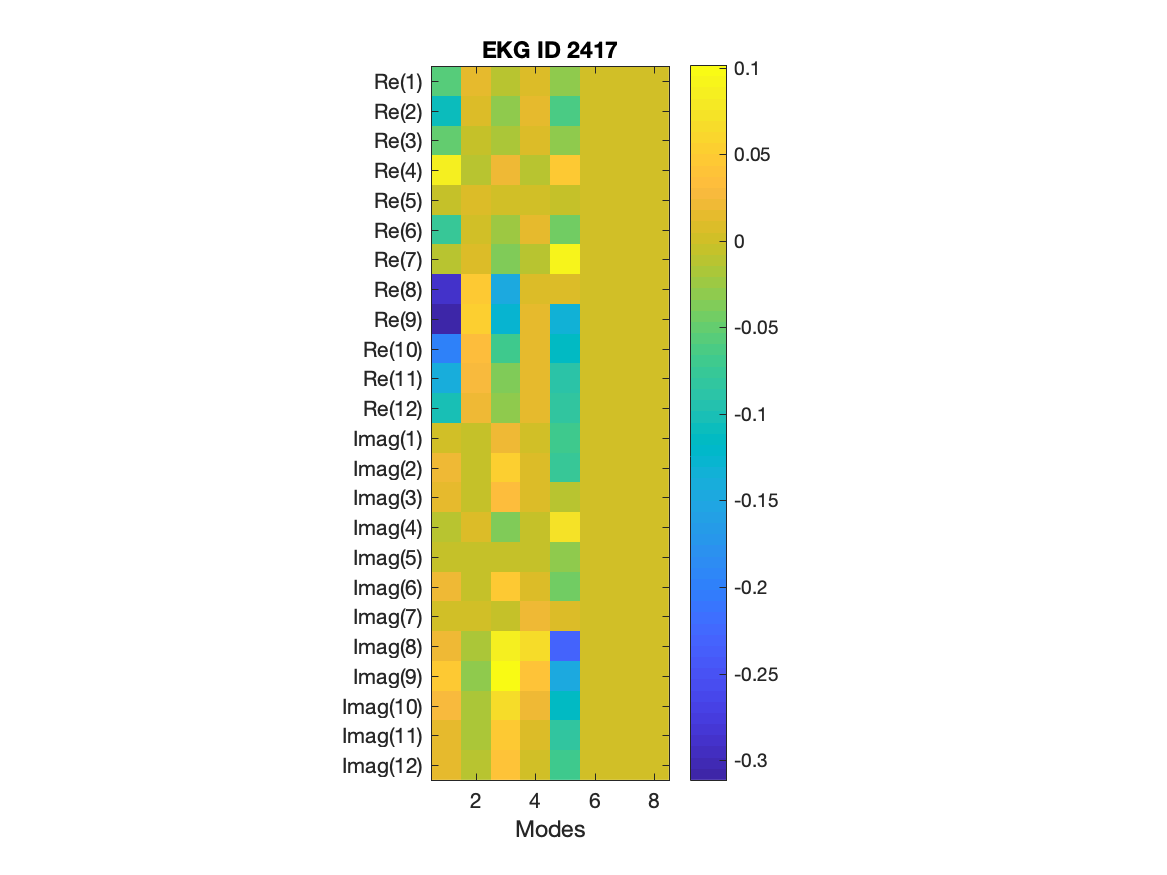 EKG ID 2417
Re(1)
Re(2)
Re(3)
Re(4)
Re(5)
Re(6)
Re(7)
Re(8)
Re(9)
Re(10)
Re(11)
Re(12)
Imag(1)
Imag(2)
Imag(3)
Imag(4)
Imag(5)
Imag(6)
Imag(7)
Imag(8)
Imag(9)
Imag(10)
Imag(11)
Imag(12)
2 4 6 8
Modes
0.1
0.05
0
-0.05
-0.1
-0.15
-0.2
-0.25
-0.3